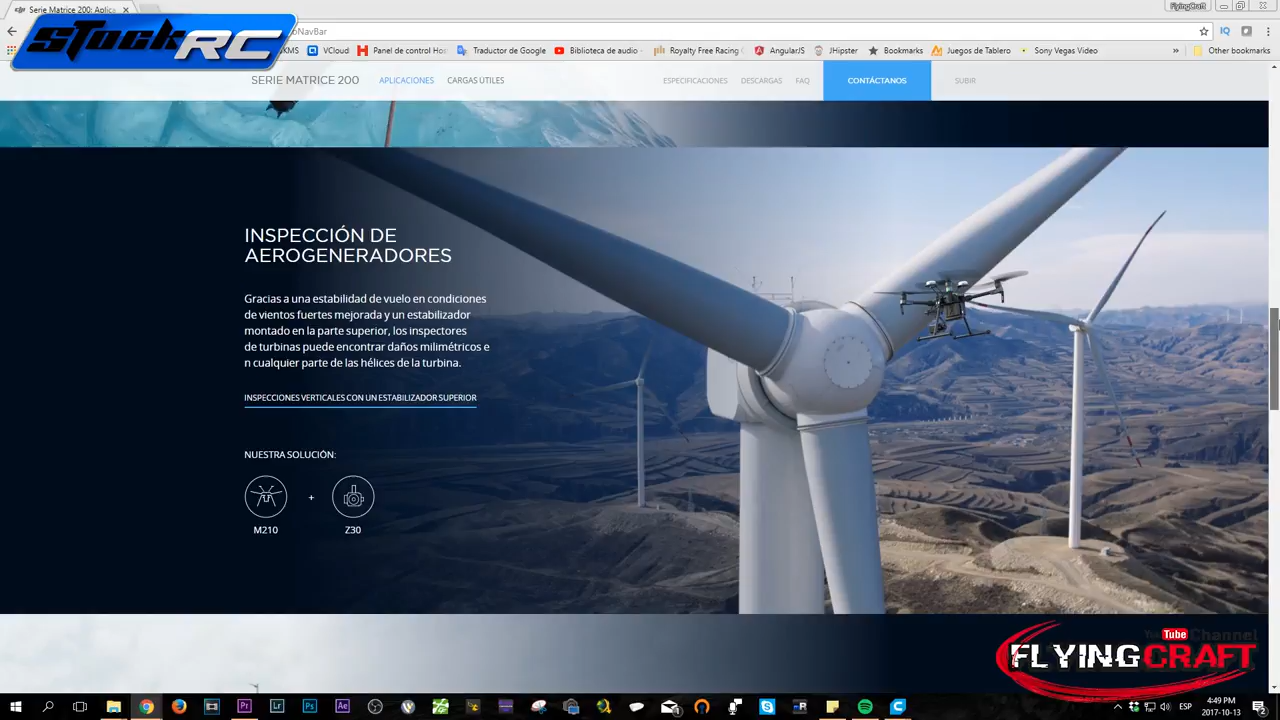 Serie Matrice 200: Aplica
FlyingCraft
STOCKRC
oNavBar
KMS
VCloud
Panel de control Hom
Traductor de Google
Biblioteca de audio -
Royalty Free Racing
AngularJS
JHipster
Bookmarks
Juegos de Tablero
Sony Vegas Video
Other bookmarks
SERIE MATRICE 200
APLICACIONES
CARGAS ÚTILES
ESPECIFICACIONES
DESCARGAS
FAQ
CONTÁCTANOS
SUBIR
INSPECCIÓN DE
AEROGENERADORES
Gracias a una estabilidad de vuelo en condiciones
de vientos fuertes mejorada y un estabilizador
montado en la parte superior, los inspectores
de turbinas puede encontrar daños milimétricos e
n cualquier parte de las hélices de la turbina.
INSPECCIONES VERTICALES CON UN ESTABILIZADOR SUPERIOR
NUESTRA SOLUCIÓN:
+
M210
Z30
YouTube Channel
FLYINGCRAFT
ESP
4:49 PM
2017-10-13